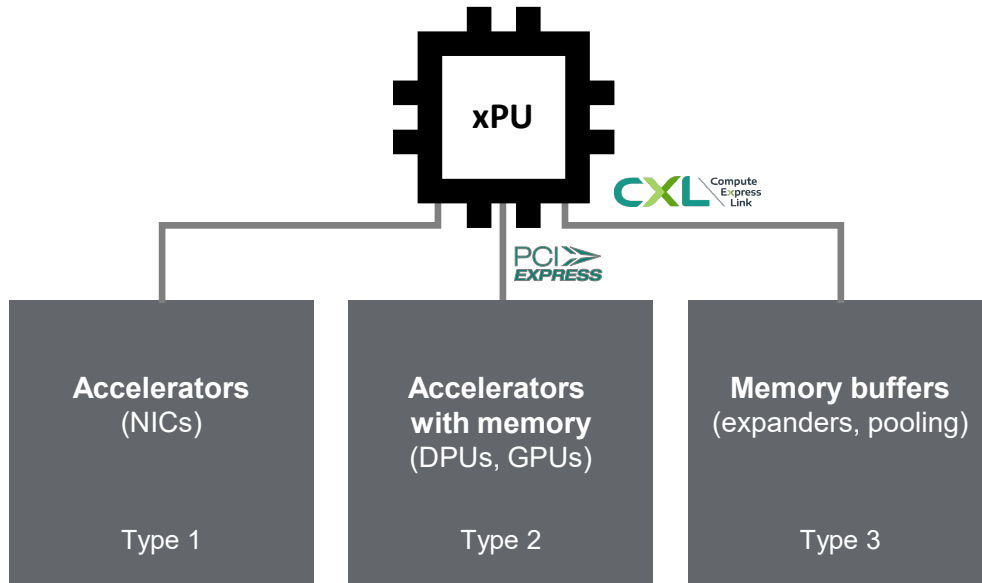 xPU
CXL
Compute
Express
Link
PCI
EXPRESS
Accelerators
(NICs)
Type 1
Accelerators
with memory
(DPUs, GPUs)
Type 2
Memory buffers
(expanders, pooling)
Type 3